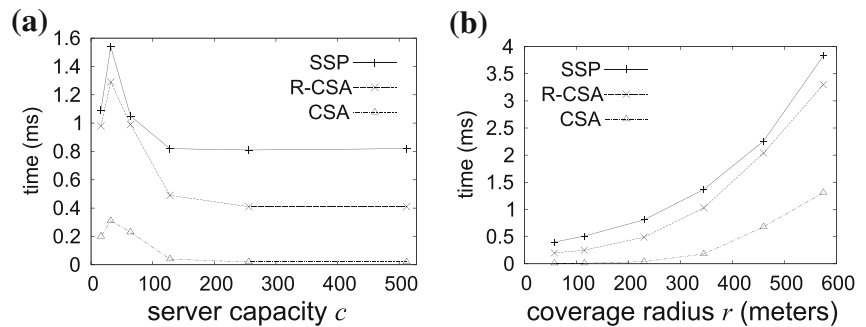 (a)
time (ms)
1.6
1.4
1.2
1
0.8
0.6
0.4
0.2
0
SSP
R-CSA
CSA
0 100 200 300 400 500
server capacity c
(b)
time (ms)
4
3.5
3
2.5
2
1.5
1
0.5
0
SSP
R-CSA
CSA
0 100 200 300 400 500 600
coverage radius r (meters)